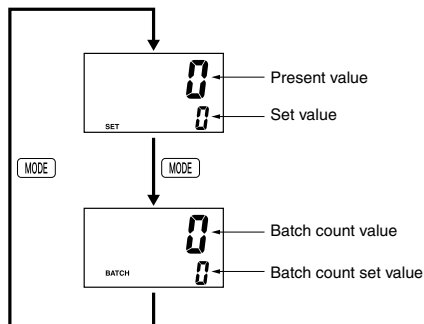 0
Present value
0
Set value
SET
MODE
MODE
0
Batch count value
0
Batch count set value
BATCH